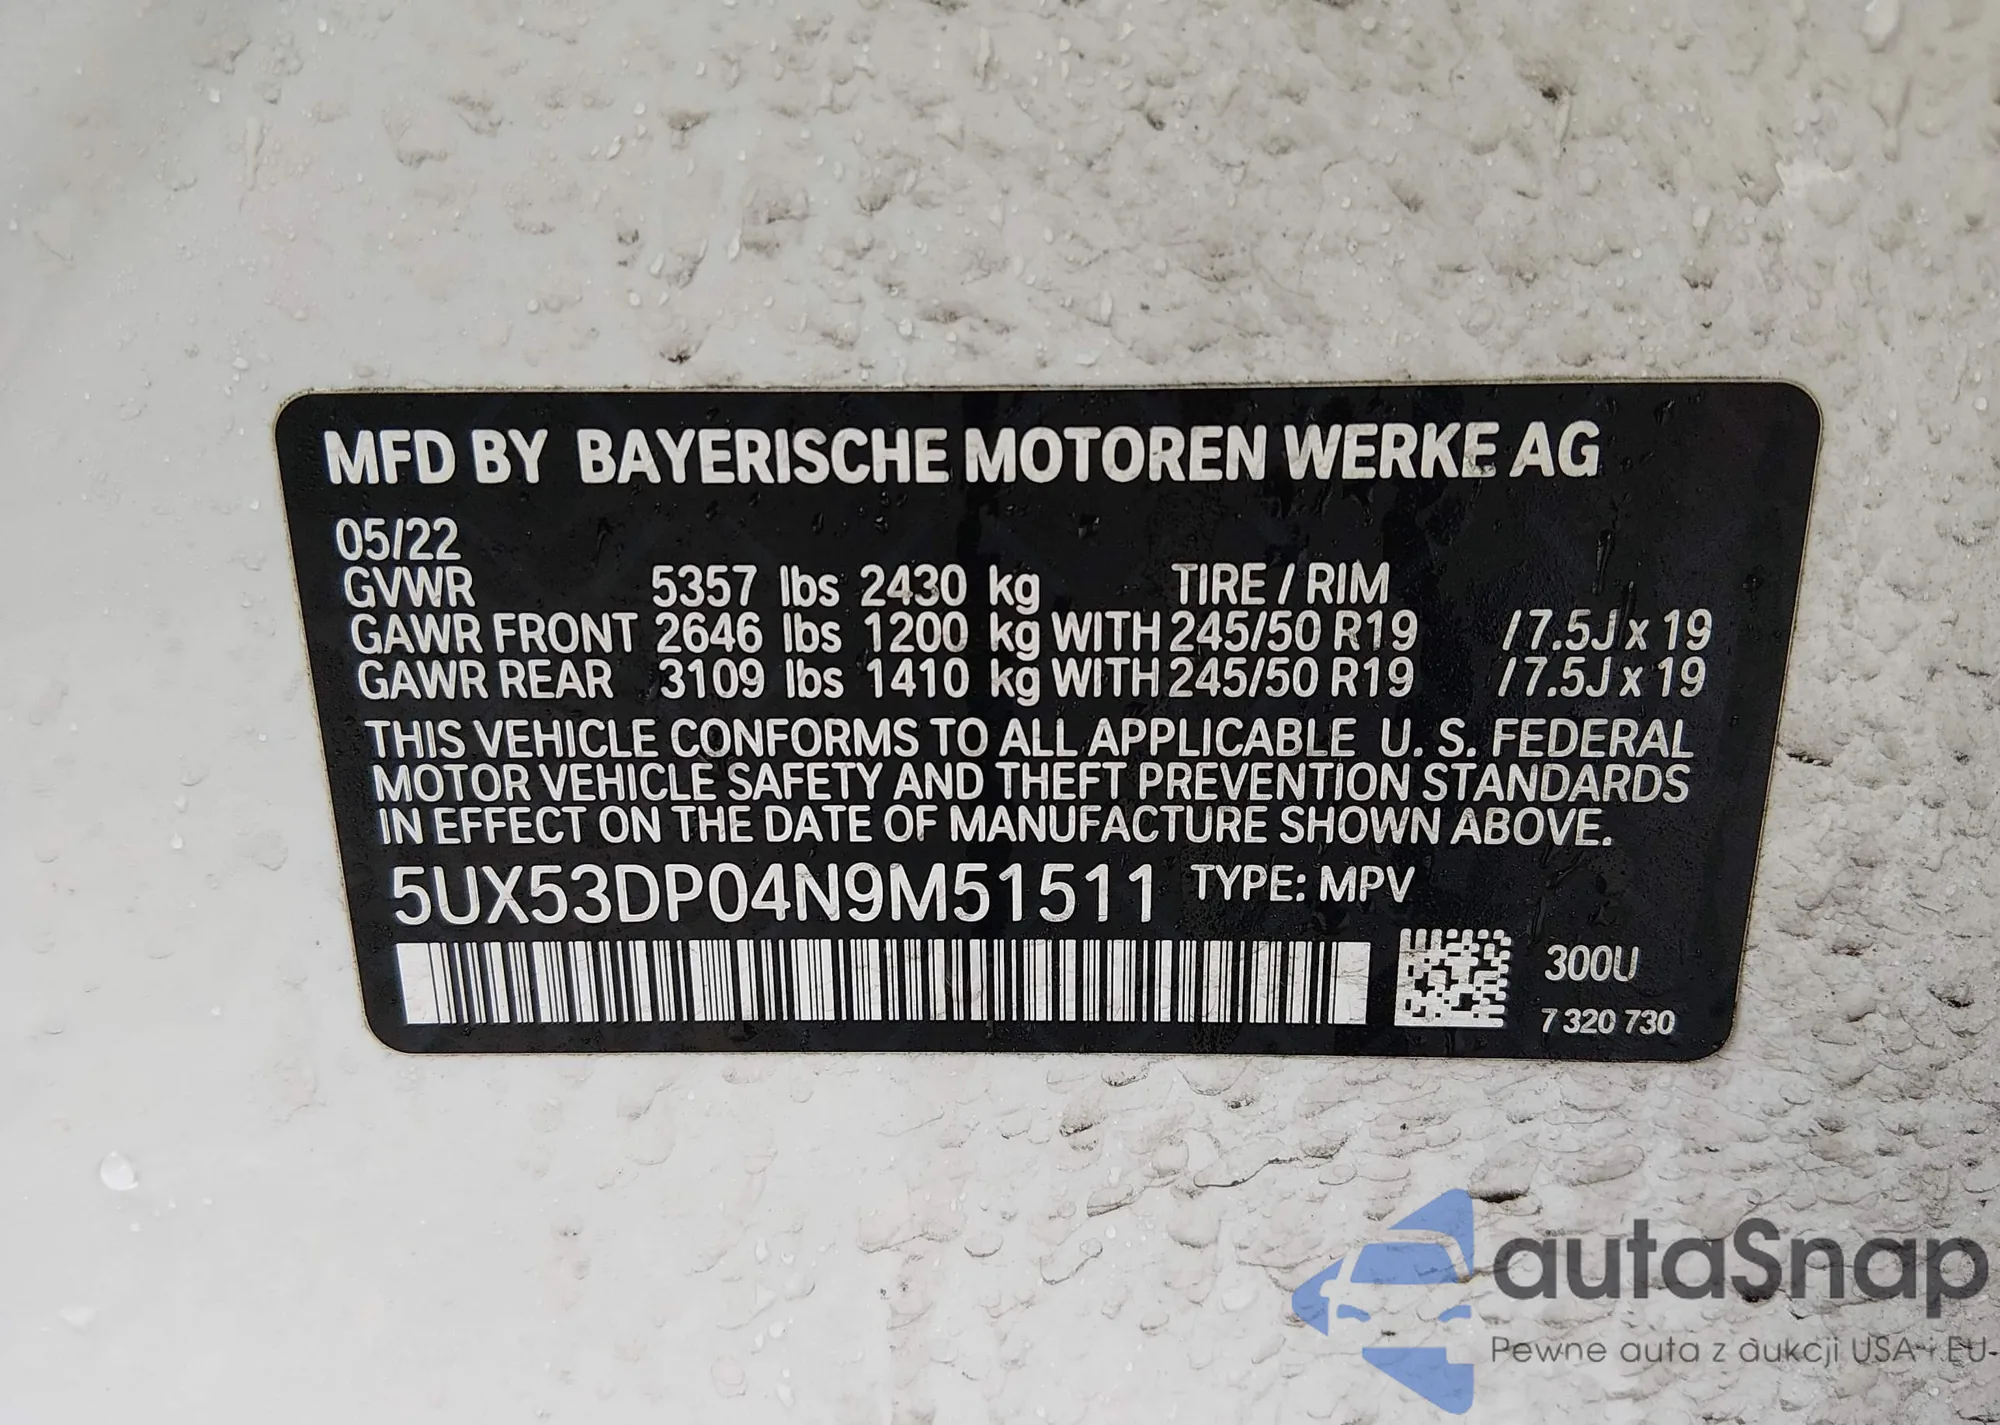 MFD BY BAYERISCHE MOTOREN WERKE AG
05/22
GVWR 5357 lbs 2430 kg TIRE / RIM
GAWR FRONT 2646 lbs 1200 kg WITH 245/50 R19 / 7.5J x 19
GAWR REAR 3109 lbs 1410 kg WITH 245/50 R19 / 7.5J x 19
THIS VEHICLE CONFORMS TO ALL APPLICABLE U. S. FEDERAL
MOTOR VEHICLE SAFETY AND THEFT PREVENTION STANDARDS
IN EFFECT ON THE DATE OF MANUFACTURE SHOWN ABOVE.
5UX53DP04N9M51511 TYPE: MPV
300U
7 320 730
autaSnap
Pewne auta z aukcji USA i EU